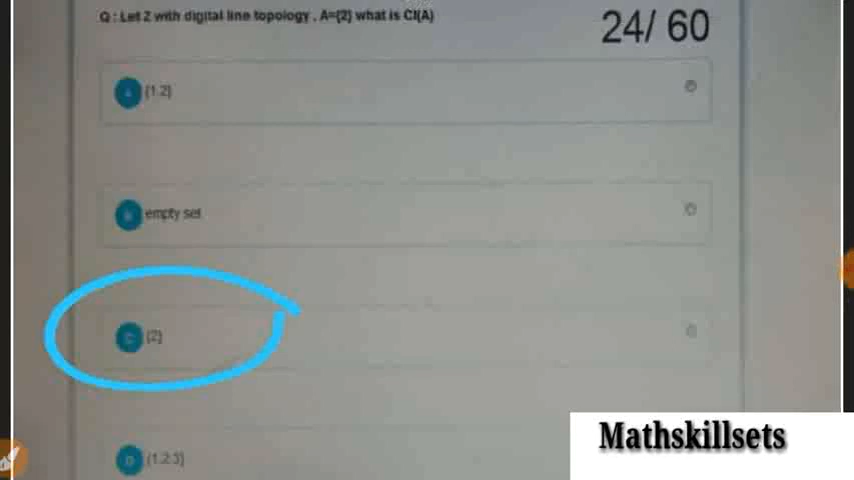 Q : Let Z with digital line topology , A={2} what is Cl(A)
24/ 60
A {1,2}
B empty set
C {2}
D {1,2,3}
Mathskillsets